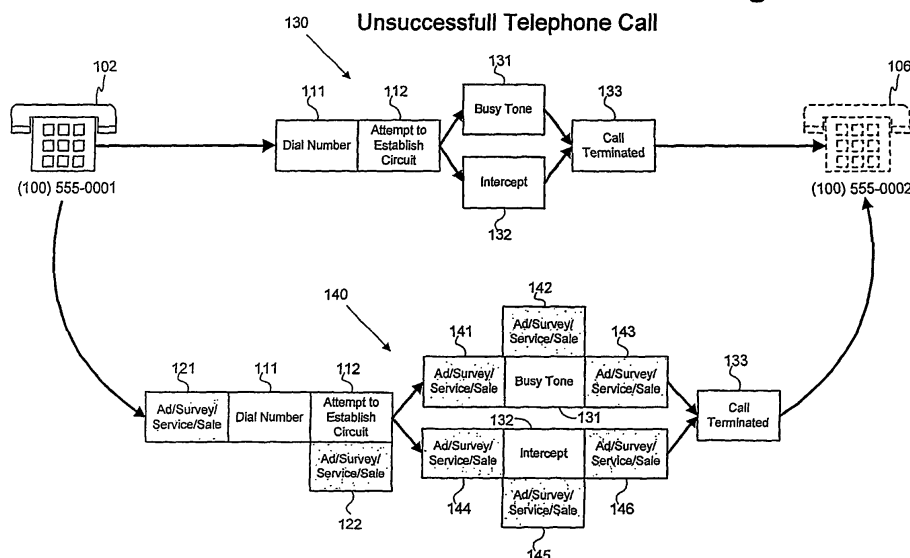 Unsuccessfull Telephone Call
130
102
111
112
131
133
106
Dial Number
Attempt to
Establish
Circuit
Busy Tone
Intercept
Call
Terminated
132
(100) 555-0001
(100) 555-0002
140
142
Ad/Survey/
Service/Sale
141
143
121
111
112
133
Ad/Survey/
Service/Sale
Busy Tone
Ad/Survey/
Service/Sale
Ad/Survey/
Service/Sale
Dial Number
Attempt to
Establish
Circuit
Call
Terminated
132
131
Ad/Survey/
Service/Sale
Intercept
Ad/Survey/
Service/Sale
Ad/Survey/
Service/Sale
122
144
Ad/Survey/
Service/Sale
146
145